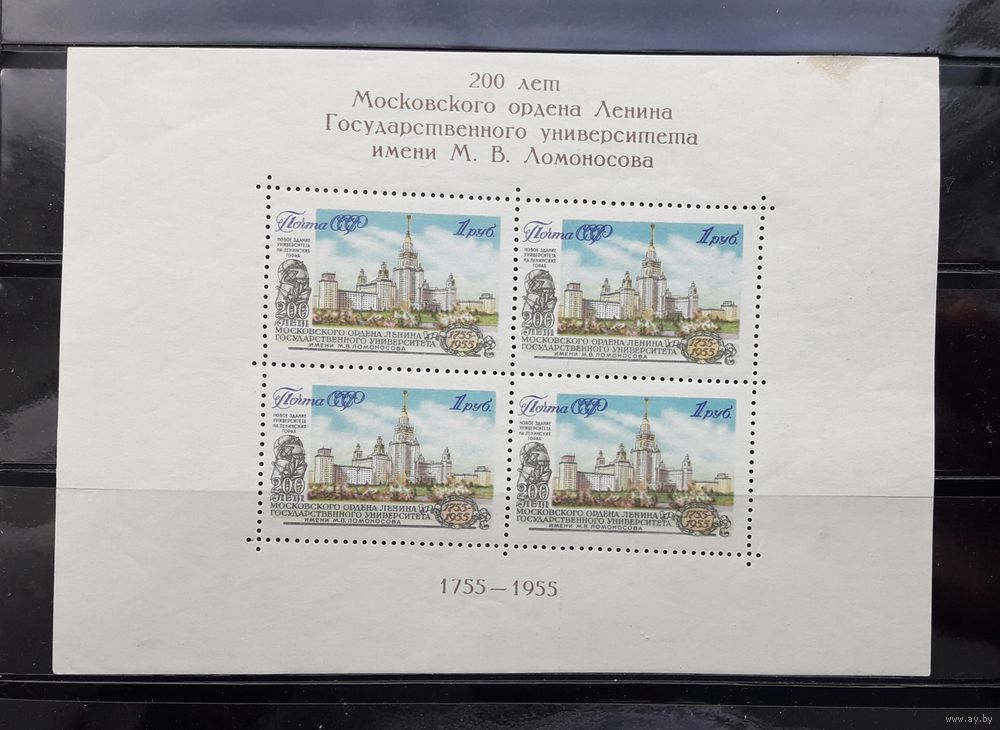 200 лет
Московского ордена Ленина
Государственного университета
имени М. В. Ломоносова
Почта СССР 1 руб.
НОВОЕ ЗДАНИЕ
УНИВЕРСИТЕТА
НА ЛЕНИНСКИХ
ГОРАХ
200
ЛЕТ
МОСКОВСКОГО ОРДЕНА ЛЕНИНА
ГОСУДАРСТВЕННОГО УНИВЕРСИТЕТА
ИМЕНИ М.В. ЛОМОНОСОВА
1755-
1955
Почта СССР 1 руб.
НОВОЕ ЗДАНИЕ
УНИВЕРСИТЕТА
НА ЛЕНИНСКИХ
ГОРАХ
200
ЛЕТ
МОСКОВСКОГО ОРДЕНА ЛЕНИНА
ГОСУДАРСТВЕННОГО УНИВЕРСИТЕТА
ИМЕНИ М.В. ЛОМОНОСОВА
1755-
1955
Почта СССР 1 руб.
НОВОЕ ЗДАНИЕ
УНИВЕРСИТЕТА
НА ЛЕНИНСКИХ
ГОРАХ
200
ЛЕТ
МОСКОВСКОГО ОРДЕНА ЛЕНИНА
ГОСУДАРСТВЕННОГО УНИВЕРСИТЕТА
ИМЕНИ М.В. ЛОМОНОСОВА
1755-
1955
Почта СССР 1 руб.
НОВОЕ ЗДАНИЕ
УНИВЕРСИТЕТА
НА ЛЕНИНСКИХ
ГОРАХ
200
ЛЕТ
МОСКОВСКОГО ОРДЕНА ЛЕНИНА
ГОСУДАРСТВЕННОГО УНИВЕРСИТЕТА
ИМЕНИ М.В. ЛОМОНОСОВА
1755-
1955
1755—1955
www.ay.by